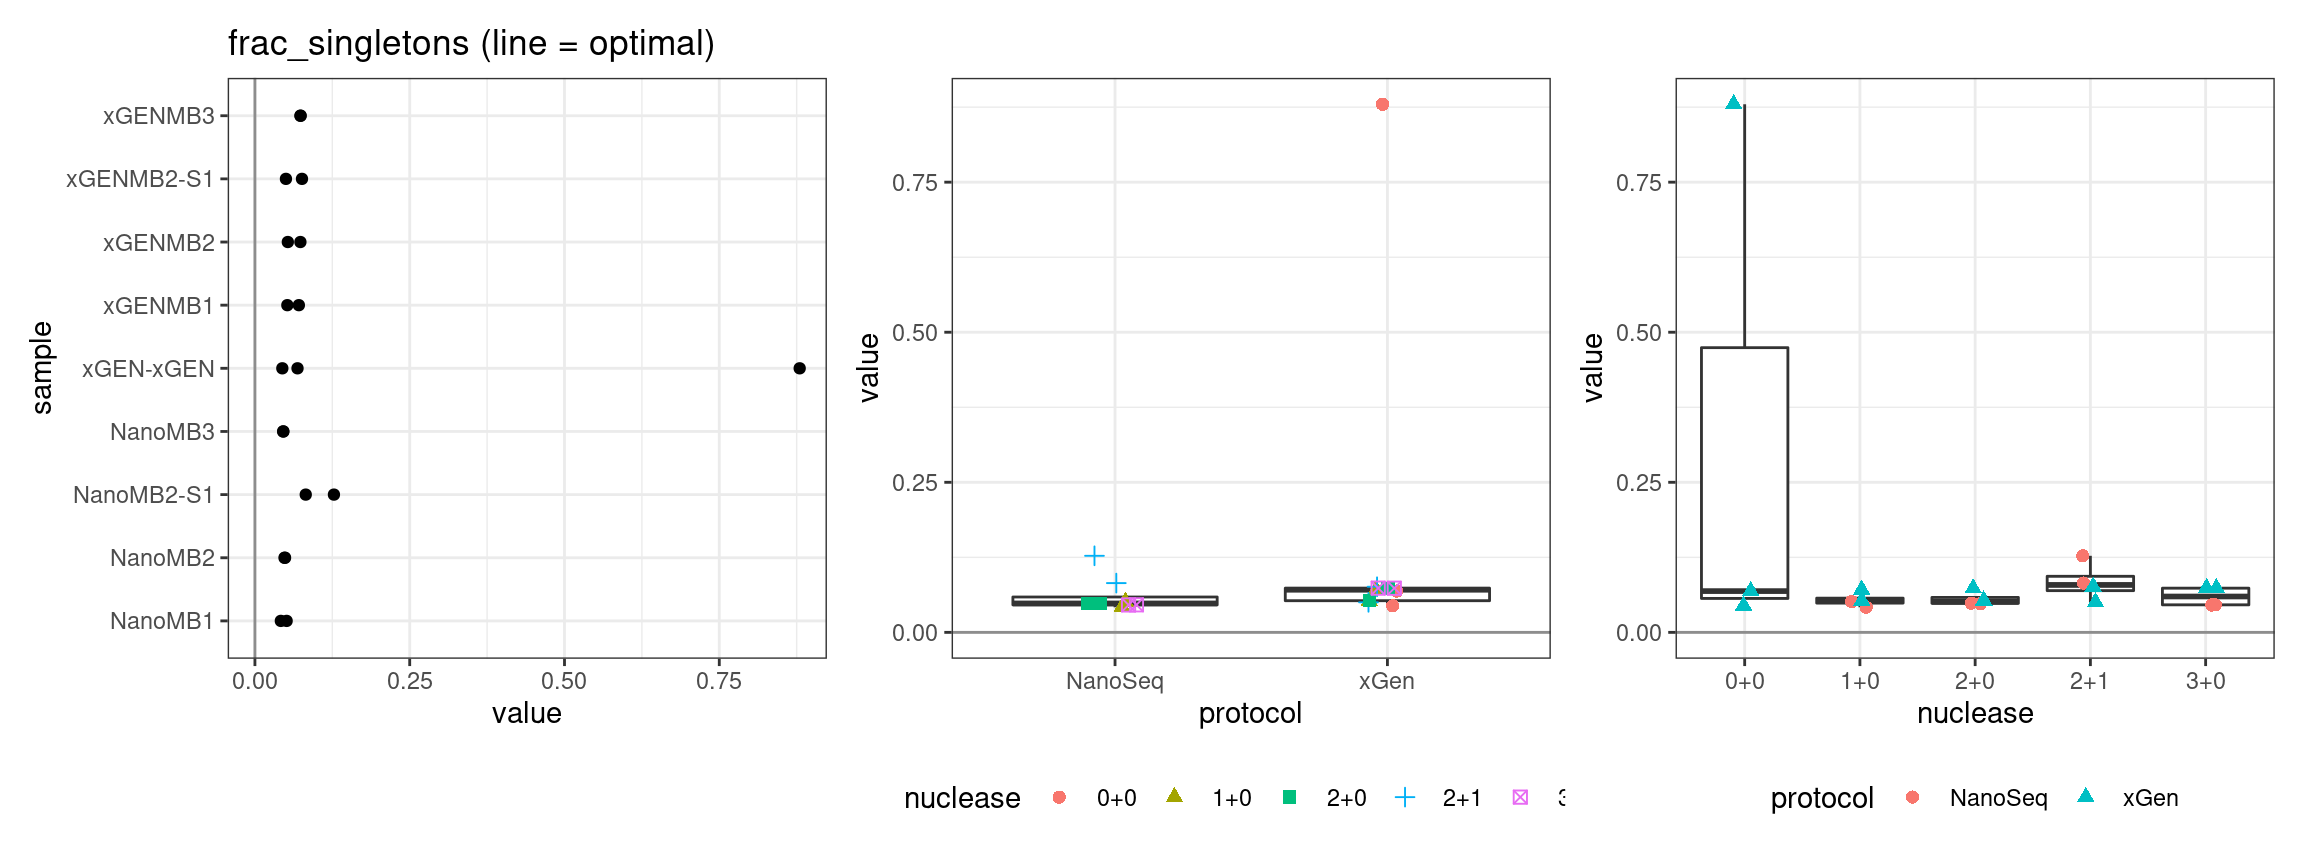 frac_singletons (line = optimal)
sample
xGENMB3
xGENMB2-S1
xGENMB2
xGENMB1
xGEN-xGEN
NanoMB3
NanoMB2-S1
NanoMB2
NanoMB1
0.00 0.25 0.50 0.75
value
value
0.75
0.50
0.25
0.00
NanoSeq xGen
protocol
nuclease 0+0 1+0 2+0 2+1
value
0.75
0.50
0.25
0.00
0+0 1+0 2+0 2+1 3+0
nuclease
protocol NanoSeq xGen